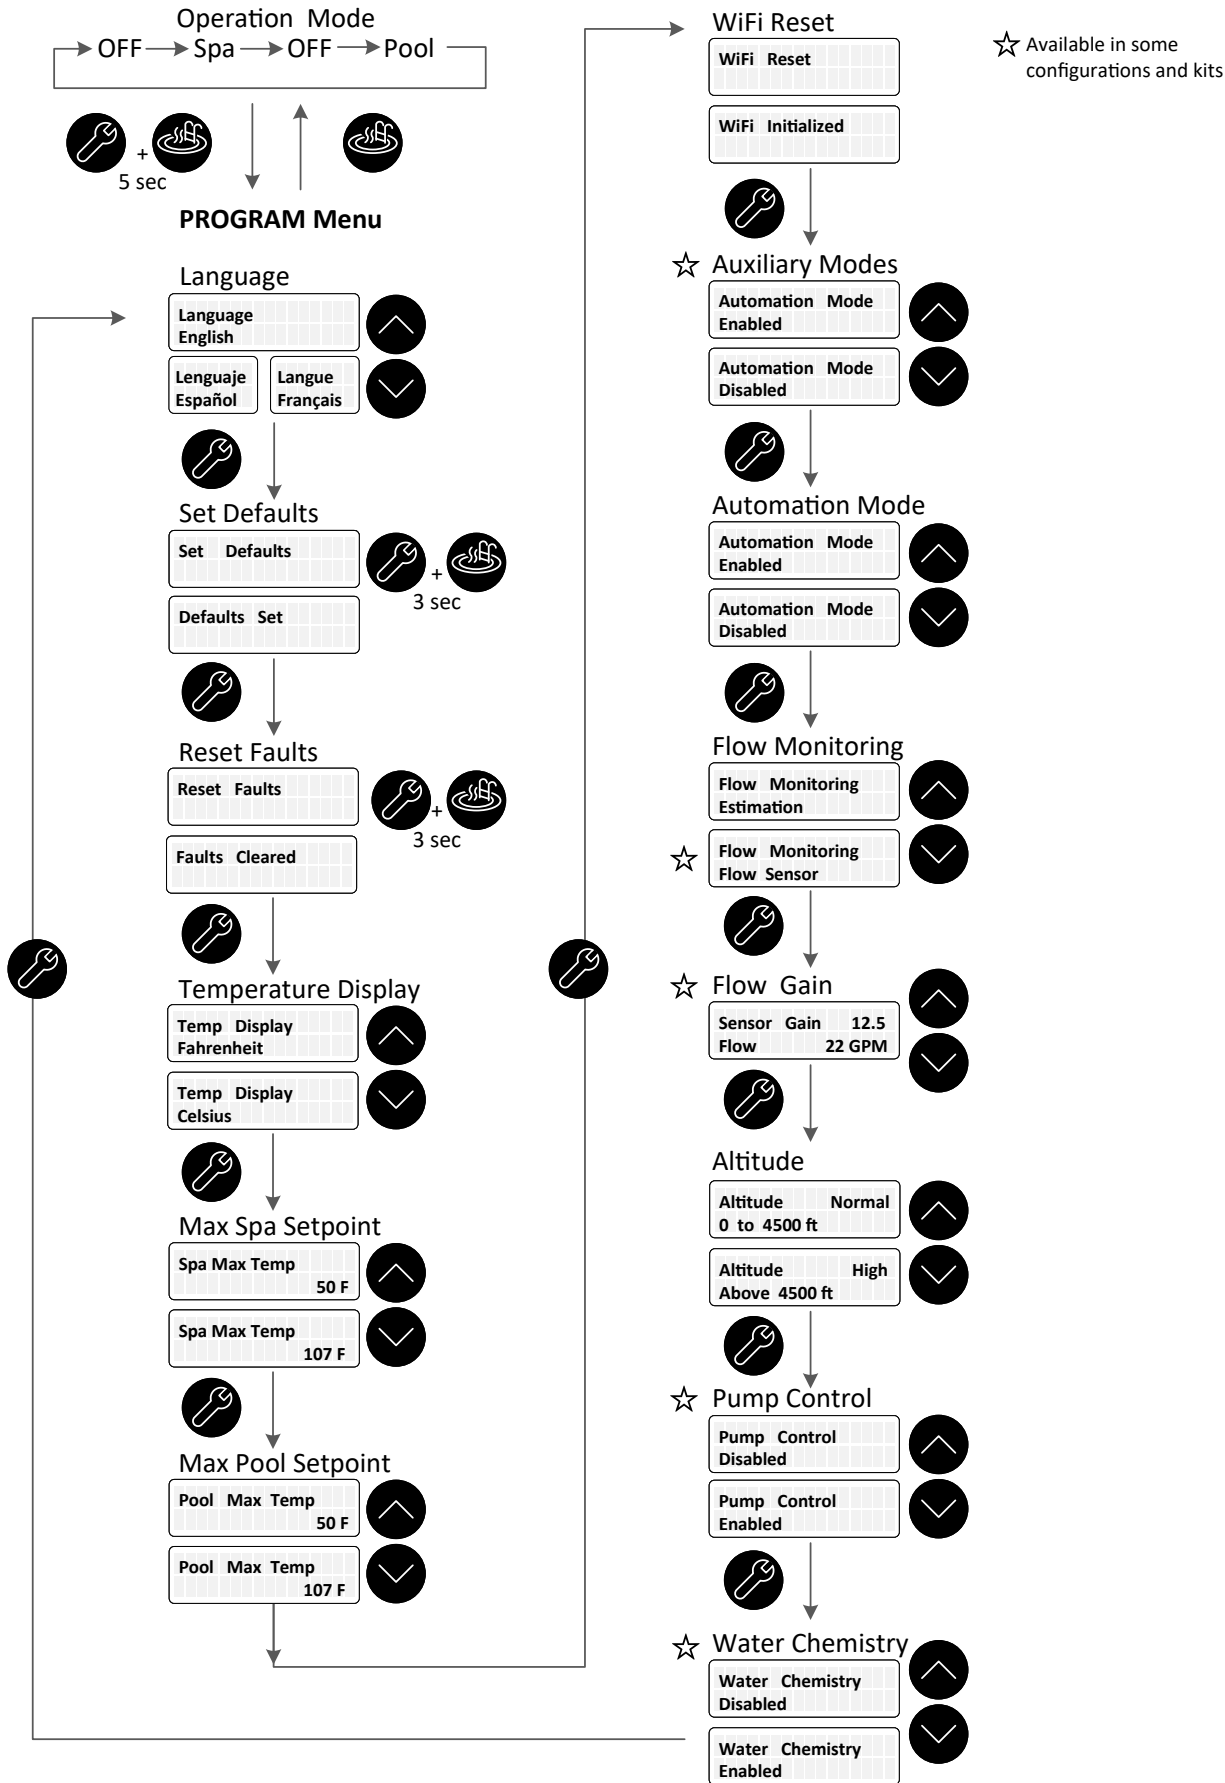 Operation Mode
OFF Spa OFF Pool
+
5 sec
PROGRAM Menu
Language
Language
English
Lenguaje
Español
Langue
Français
Set Defaults
Set Defaults
+
3 sec
Defaults Set
Reset Faults
Reset Faults
+
3 sec
Faults Cleared
Temperature Display
Temp Display
Fahrenheit
Temp Display
Celsius
Max Spa Setpoint
Spa Max Temp
50 F
Spa Max Temp
107 F
Max Pool Setpoint
Pool Max Temp
50 F
Pool Max Temp
107 F
WiFi Reset
WiFi Reset
WiFi Initialized
Auxiliary Modes
Automation Mode
Enabled
Automation Mode
Disabled
Automation Mode
Automation Mode
Enabled
Automation Mode
Disabled
Flow Monitoring
Flow Monitoring
Estimation
Flow Monitoring
Flow Sensor
Flow Gain
Sensor Gain 12.5
Flow 22 GPM
Altitude
Altitude Normal
0 to 4500 ft
Altitude High
Above 4500 ft
Pump Control
Pump Control
Disabled
Pump Control
Enabled
Water Chemistry
Water Chemistry
Disabled
Water Chemistry
Enabled
Available in some
configurations and kits